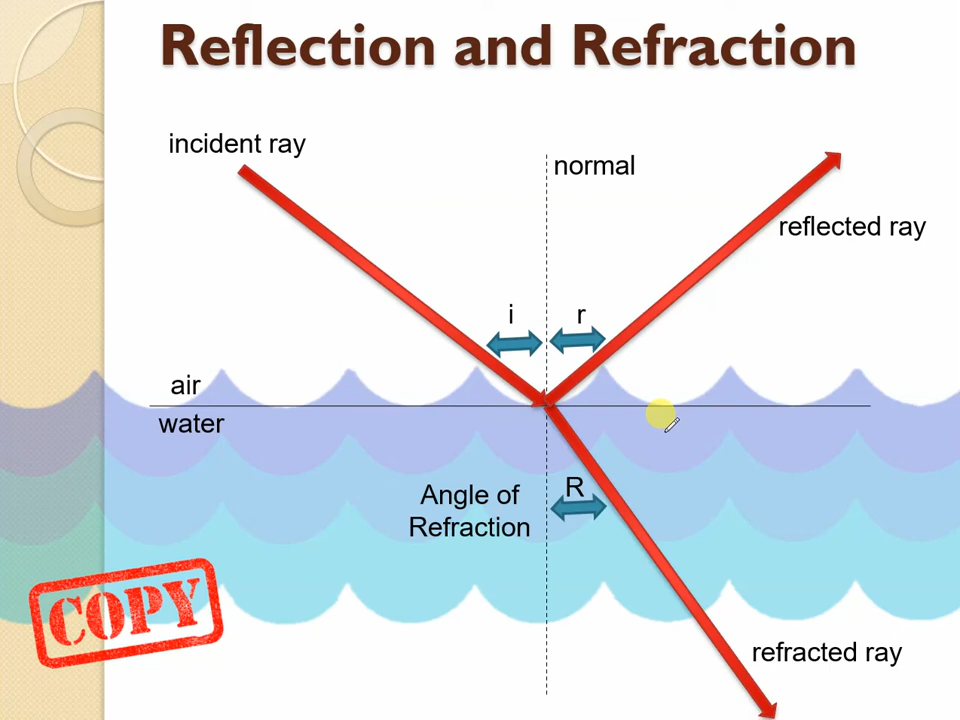 Reflection and Refraction
incident ray
normal
reflected ray
i
r
air
water
Angle of
Refraction
R
COPY
refracted ray